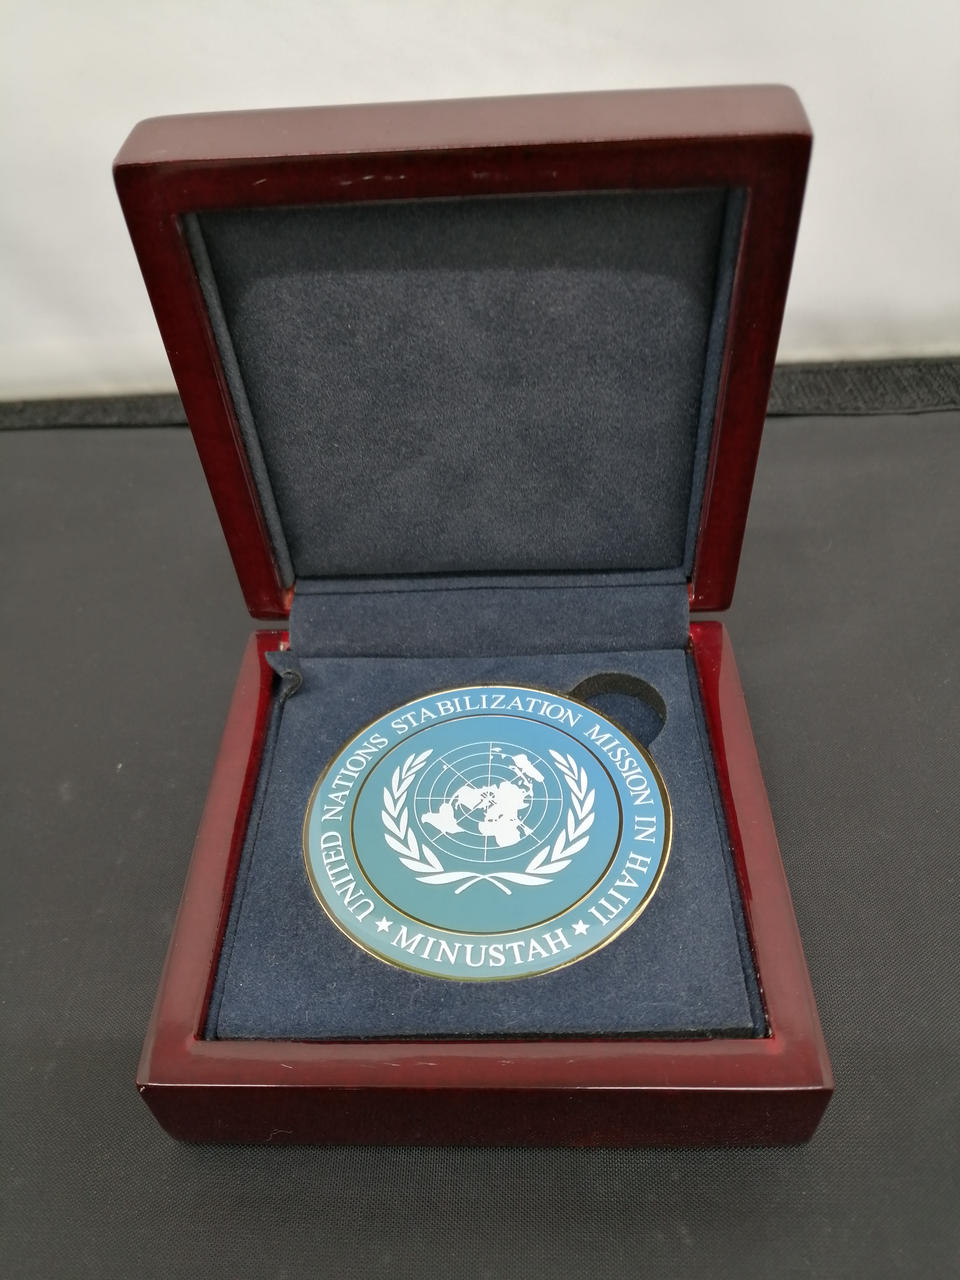 UNITED NATIONS STABILIZATION MISSION IN HAITI
★ MINUSTAH ★